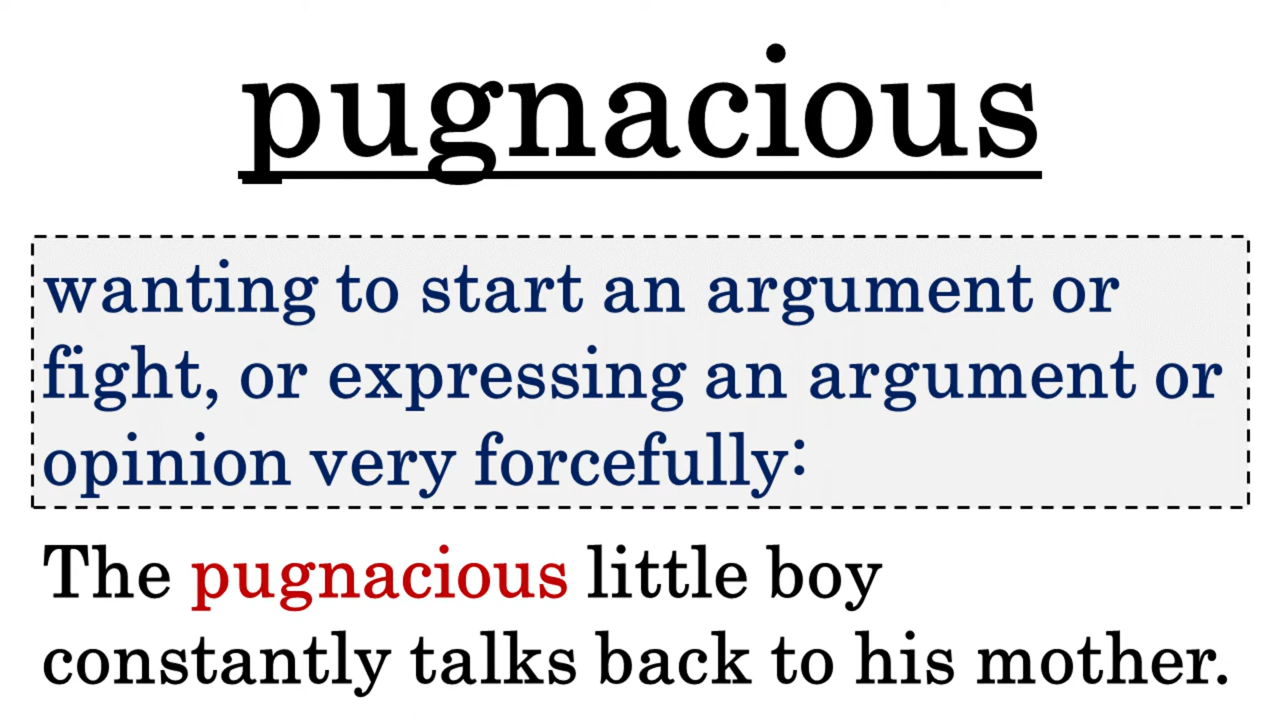 pugnacious
wanting to start an argument or
fight, or expressing an argument or
opinion very forcefully:
The pugnacious little boy
constantly talks back to his mother.